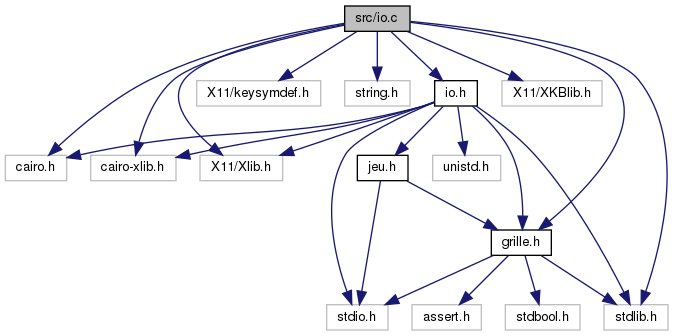 src/io.c
X11/keysymdef.h
string.h
io.h
X11/XKBlib.h
cairo.h
cairo-xlib.h
X11/Xlib.h
jeu.h
unistd.h
grille.h
stdio.h
assert.h
stdbool.h
stdlib.h